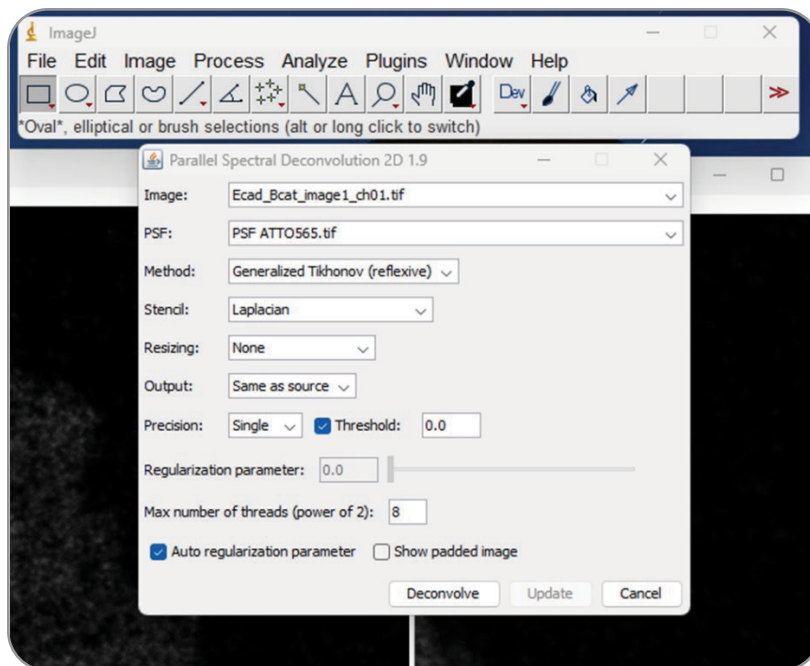 ImageJ
File Edit Image Process Analyze Plugins Window Help
Dev
*Oval*, elliptical or brush selections (alt or long click to switch)
Parallel Spectral Deconvolution 2D 1.9
Image: Ecad_Bcat_image1_ch01.tif
PSF: PSF ATTO565.tif
Method: Generalized Tikhonov (reflexive)
Stencil: Laplacian
Resizing: None
Output: Same as source
Precision: Single Threshold: 0.0
Regularization parameter: 0.0
Max number of threads (power of 2): 8
Auto regularization parameter Show padded image
Deconvolve Update Cancel